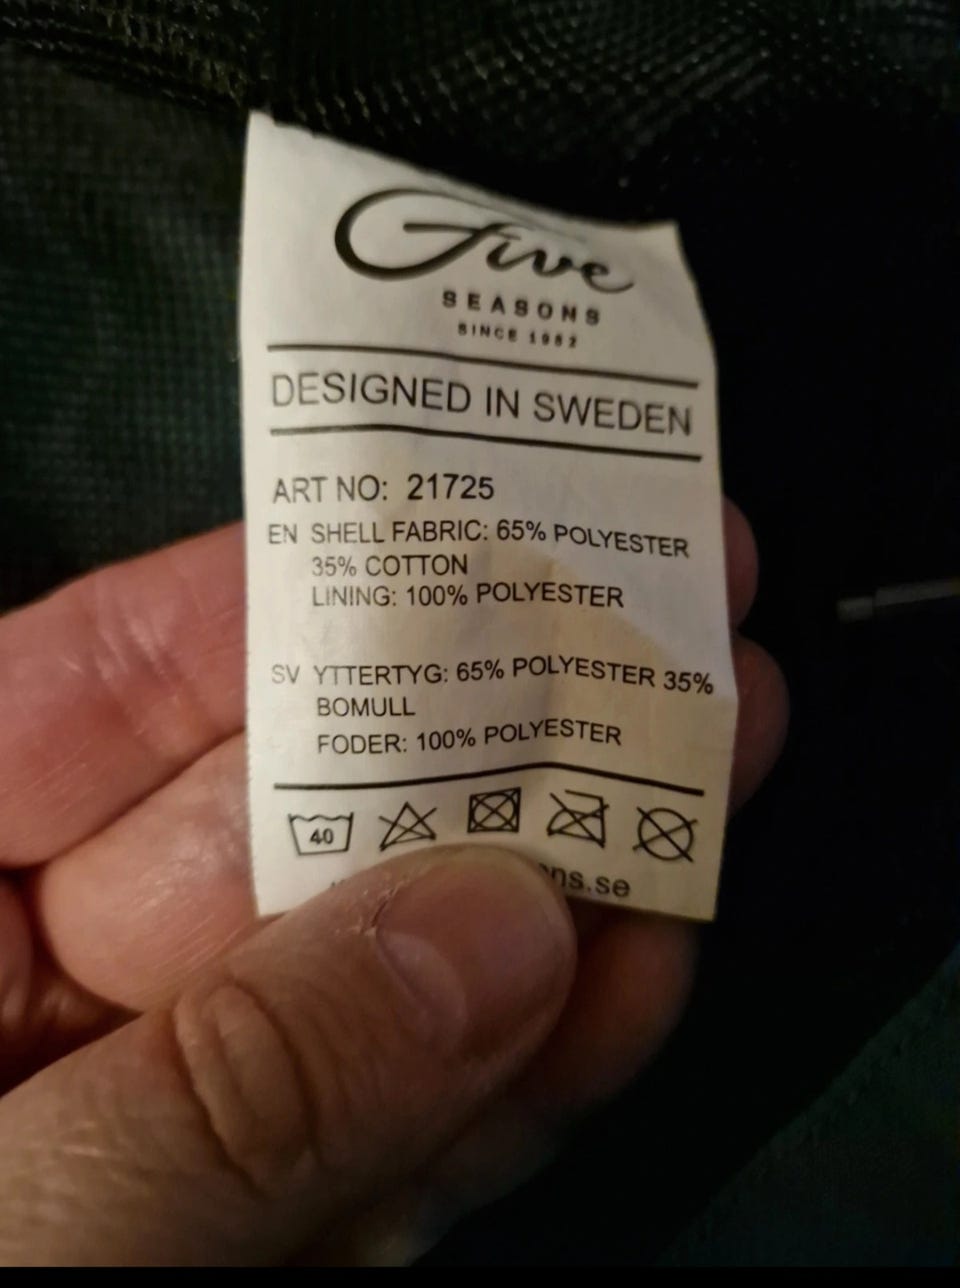 Five
SEASONS
SINCE 1982
DESIGNED IN SWEDEN
ART NO: 21725
EN SHELL FABRIC: 65% POLYESTER
35% COTTON
LINING: 100% POLYESTER
SV YTTERTYG: 65% POLYESTER 35%
BOMULL
FODER: 100% POLYESTER
40
ns.se